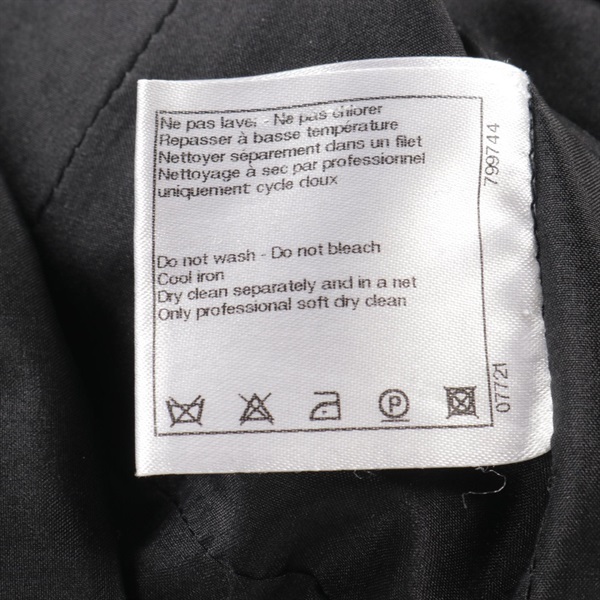 Ne pas laver - Ne pas chlorer
Repasser à basse température
Nettoyer séparement dans un filet
Nettoyage à sec par professionnel
uniquement: cycle doux
Do not wash - Do not bleach
Cool iron
Dry clean separately and in a net
Only professional soft dry clean
P
799744
07721